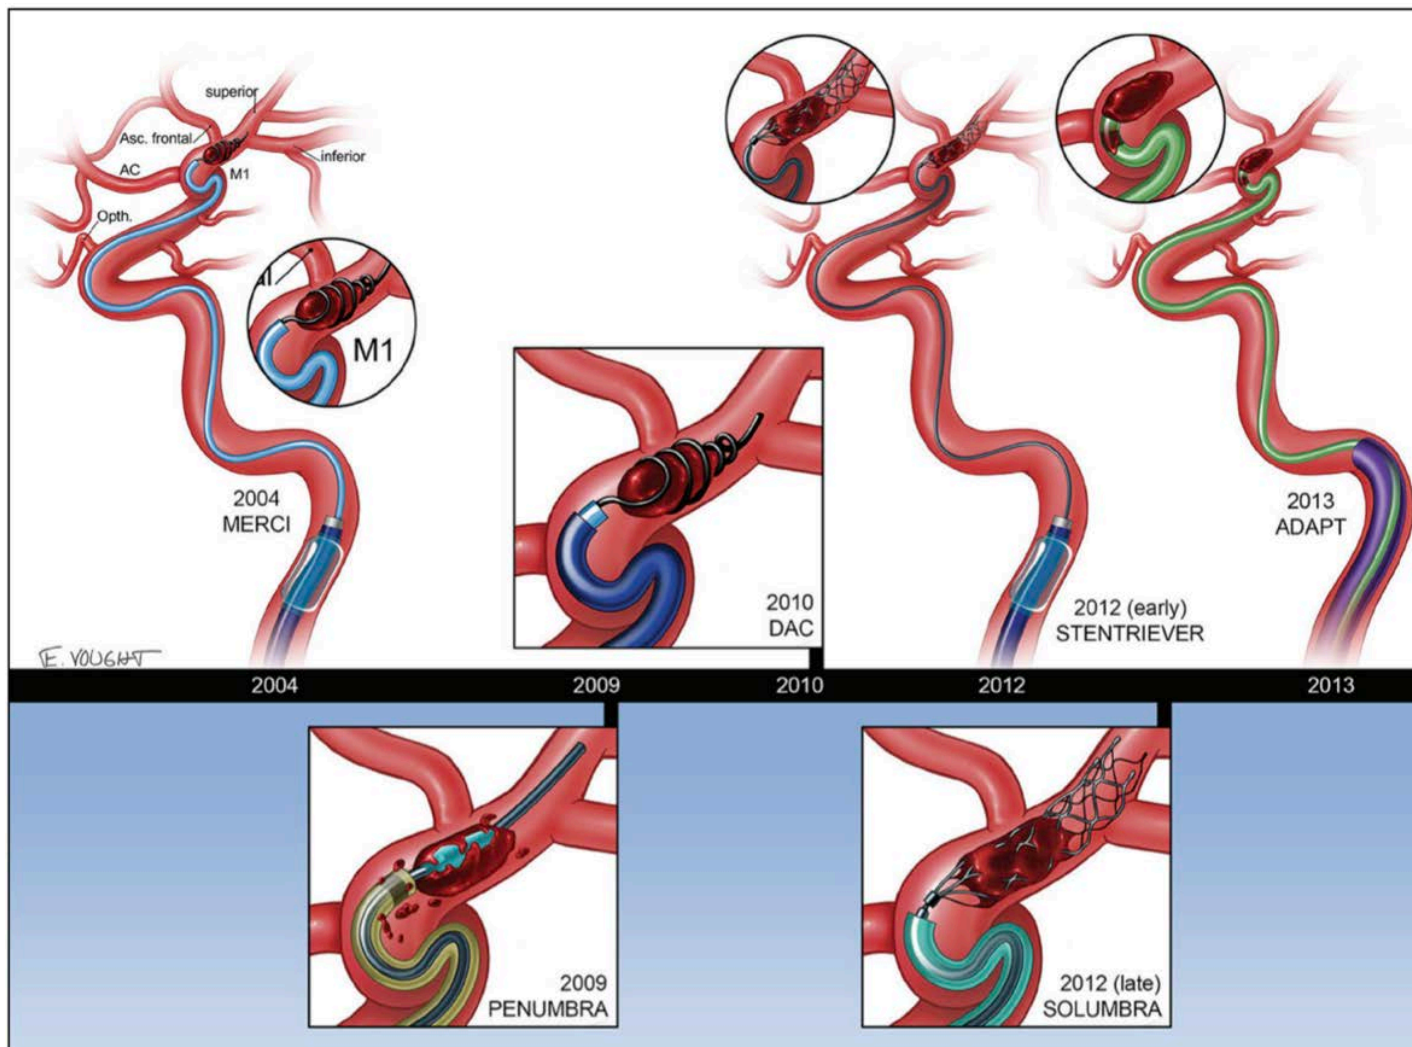 superior
Asc. frontal
inferior
AC
M1
Opth.
al
M1
2004
MERCI
2010
DAC
2012 (early)
STENTRIEVER
2013
ADAPT
E. VOUGHT
2004 2009 2010 2012 2013
2009
PENUMBRA
2012 (late)
SOLUMBRA